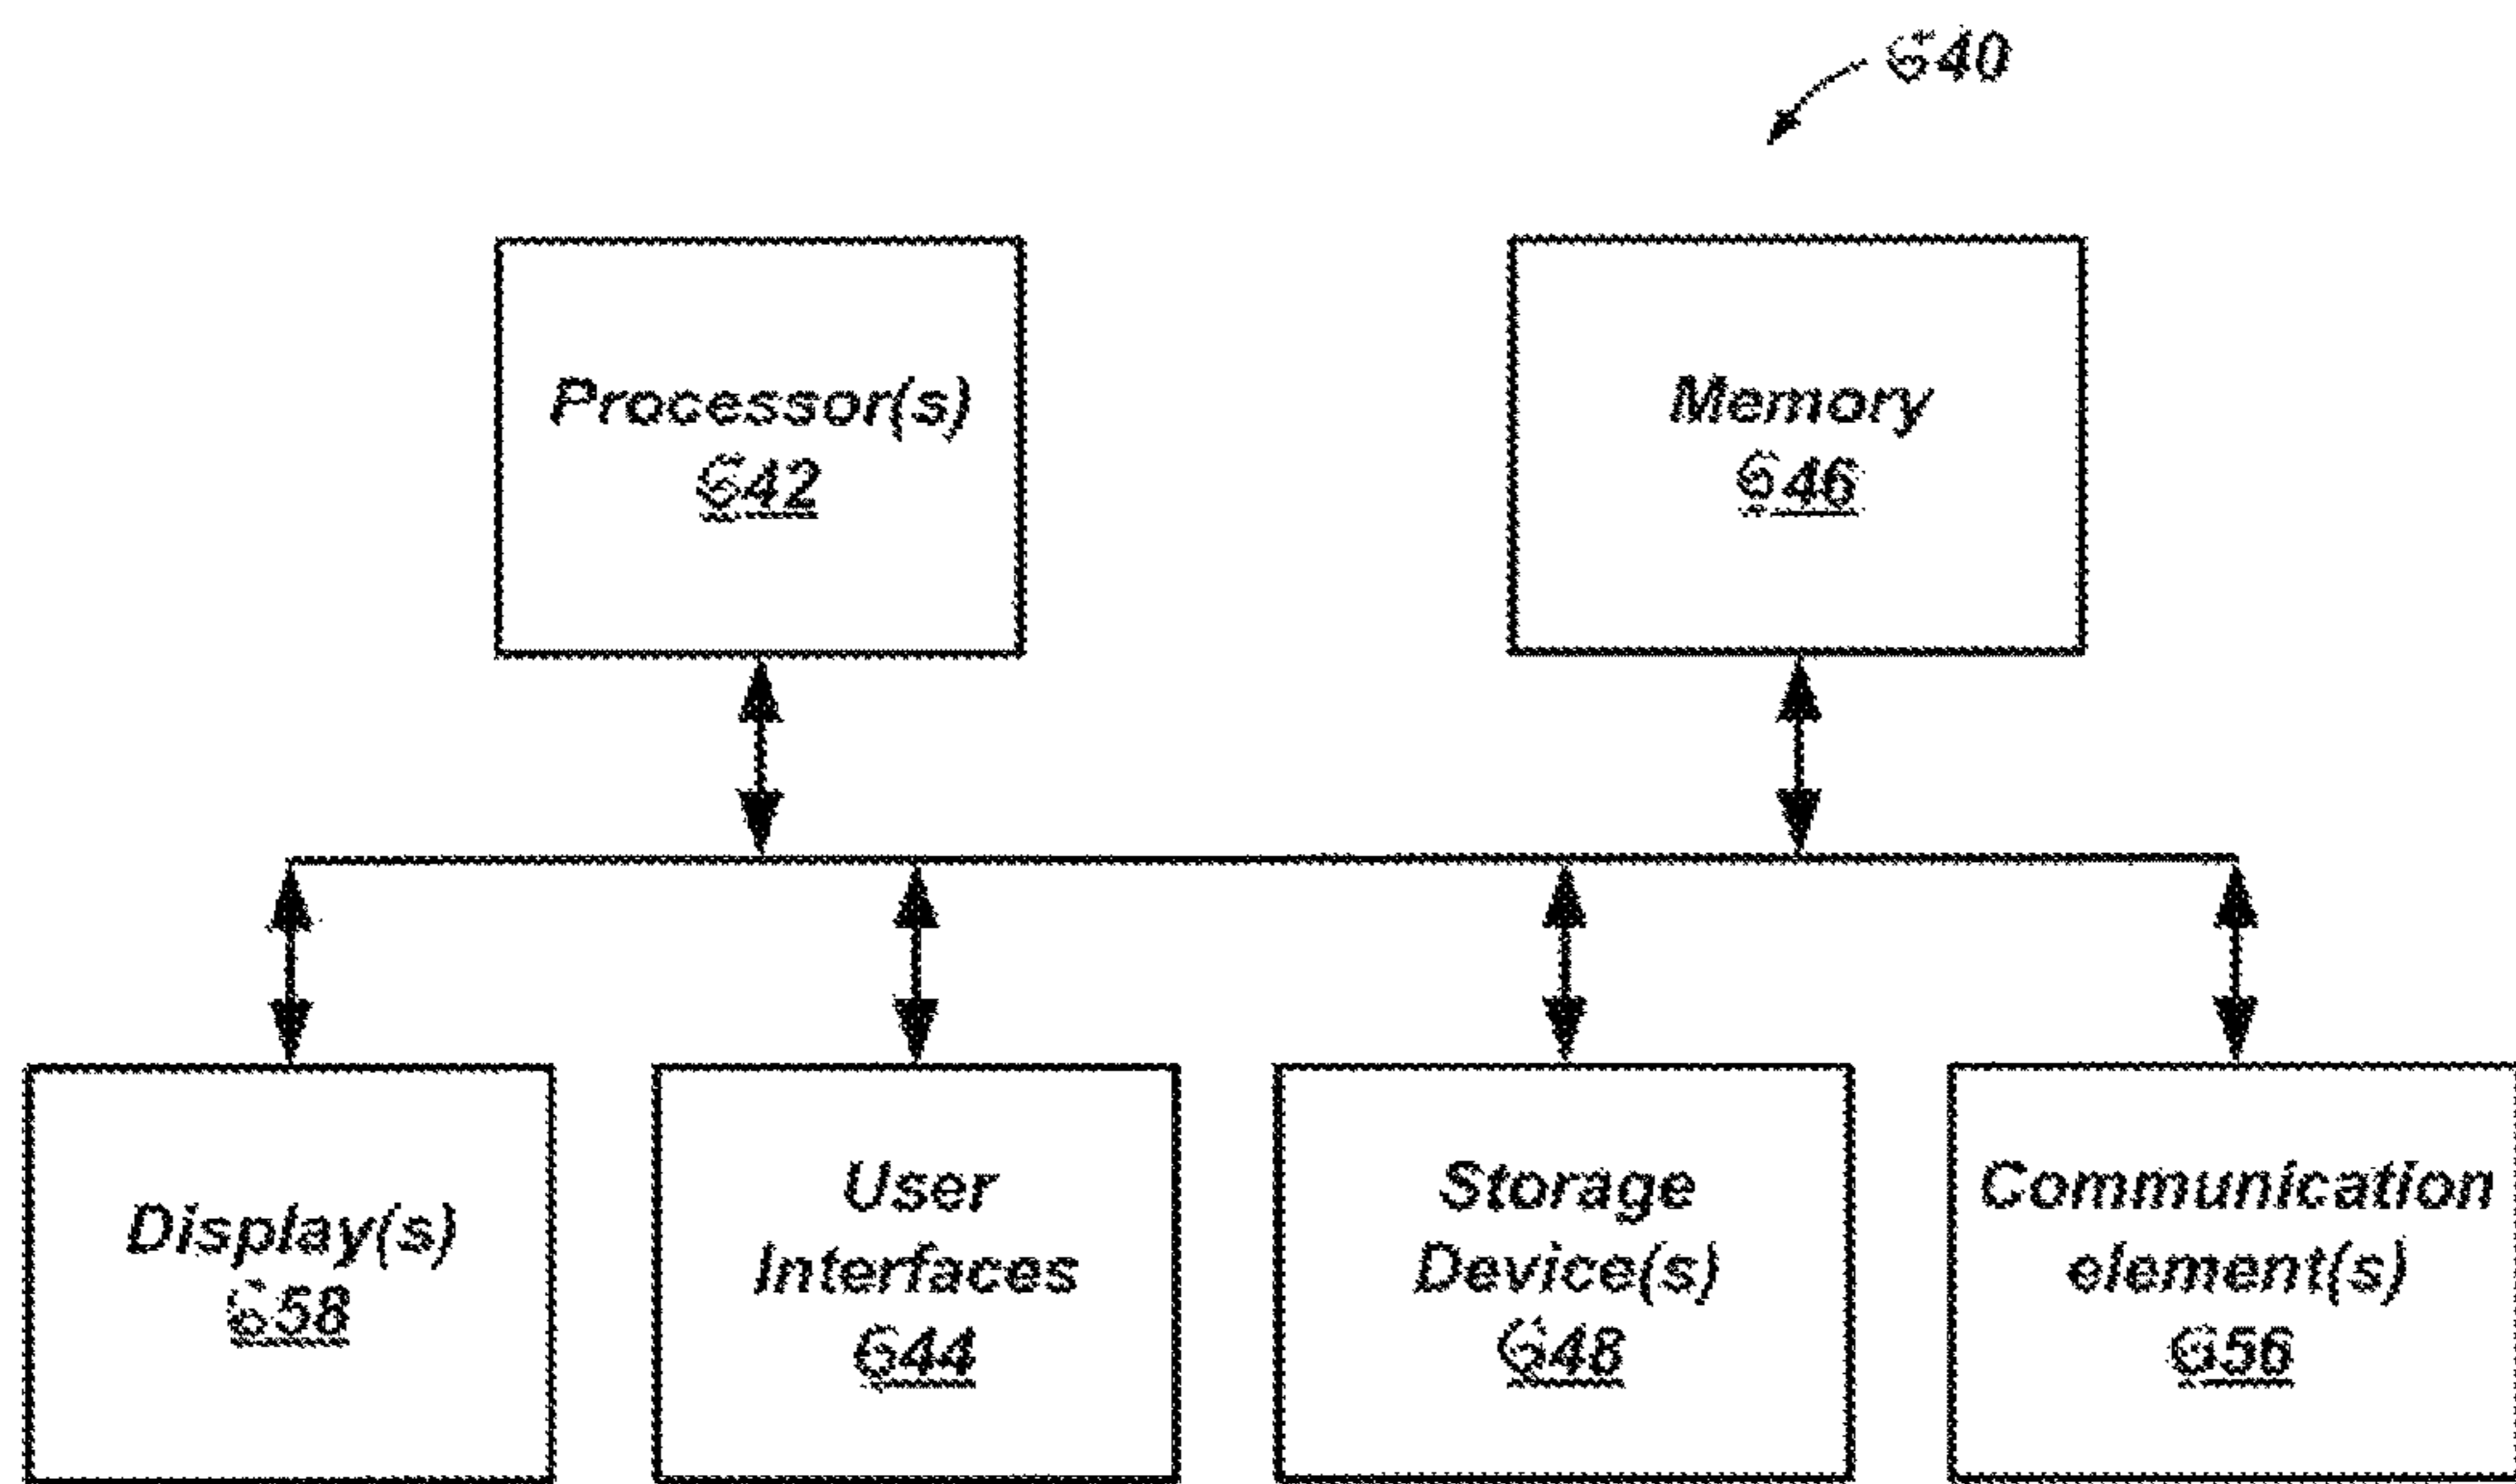 640
Processor(s)
642
Memory
646
Display(s)
658
User
Interfaces
644
Storage
Device(s)
648
Communication
element(s)
656